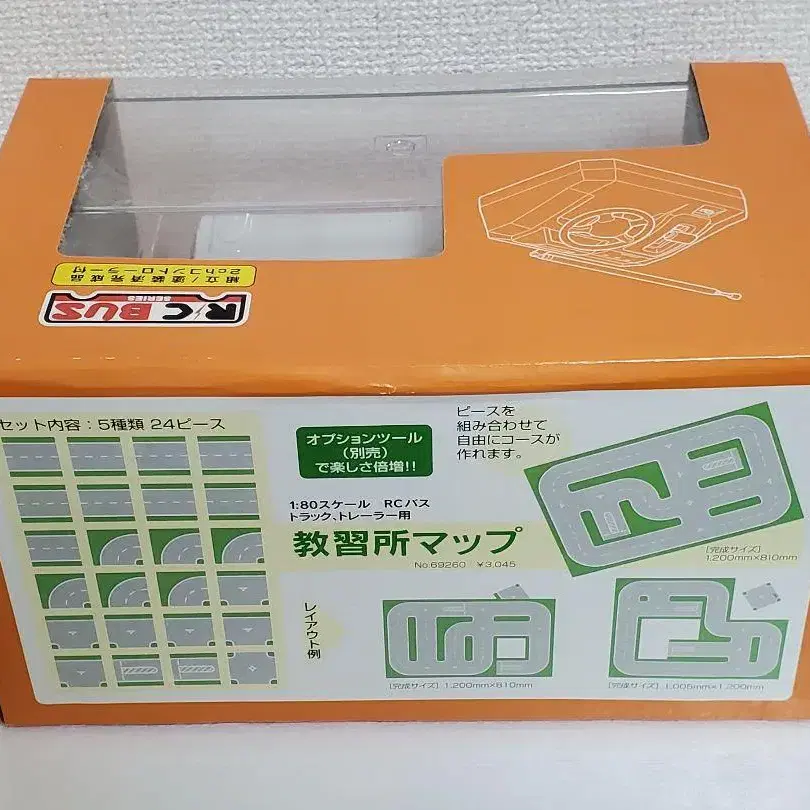 組立/塗装済完成品
2chコントローラー付
R/C BUS
SERIES
セット内容：5種類 24ピース
オプションツール
（別売）
で楽しさ倍増!!
ピースを
組み合わせて
自由にコースが
作れます。
1:80スケール RCバス
トラック、トレーラー用
教習所マップ
No.69260 ¥3,045
［完成サイズ］
1,200mm×810mm
レイアウト例
［完成サイズ］1,200mm×810mm
［完成サイズ］1,005mm×1,200mm